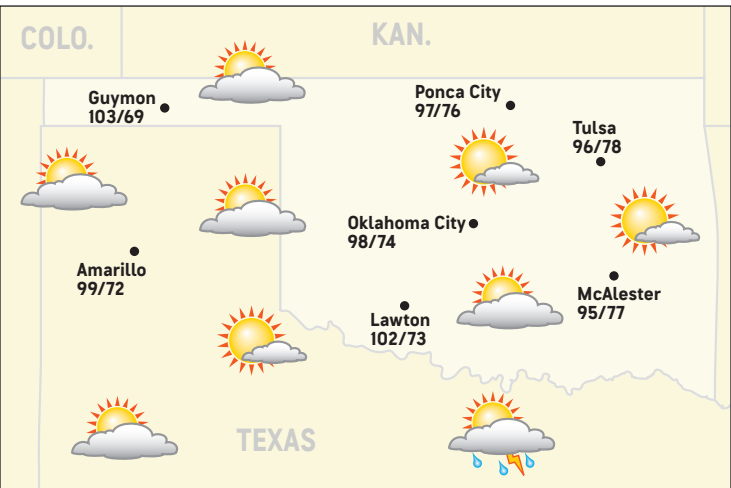 COLO.
KAN.
Guymon
103/69
Ponca City
97/76
Tulsa
96/78
Oklahoma City
98/74
Amarillo
99/72
McAlester
95/77
Lawton
102/73
TEXAS